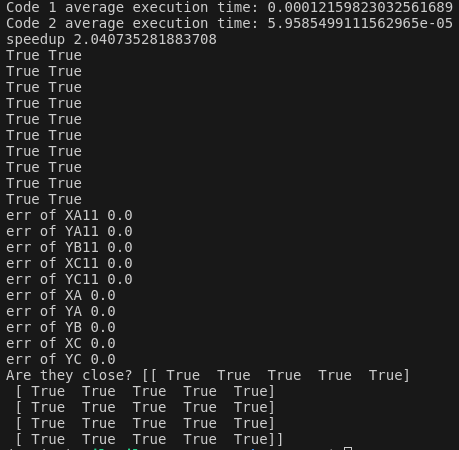 Code 1 average execution time: 0.00012159823032561689
Code 2 average execution time: 5.9585499111562965e-05
speedup 2.040735281883708
True True
True True
True True
True True
True True
True True
True True
True True
True True
True True
err of XA11 0.0
err of YA11 0.0
err of YB11 0.0
err of XC11 0.0
err of YC11 0.0
err of XA 0.0
err of YA 0.0
err of YB 0.0
err of XC 0.0
err of YC 0.0
Are they close? [[ True  True  True  True  True]
 [ True  True  True  True  True]
 [ True  True  True  True  True]
 [ True  True  True  True  True]
 [ True  True  True  True  True]]